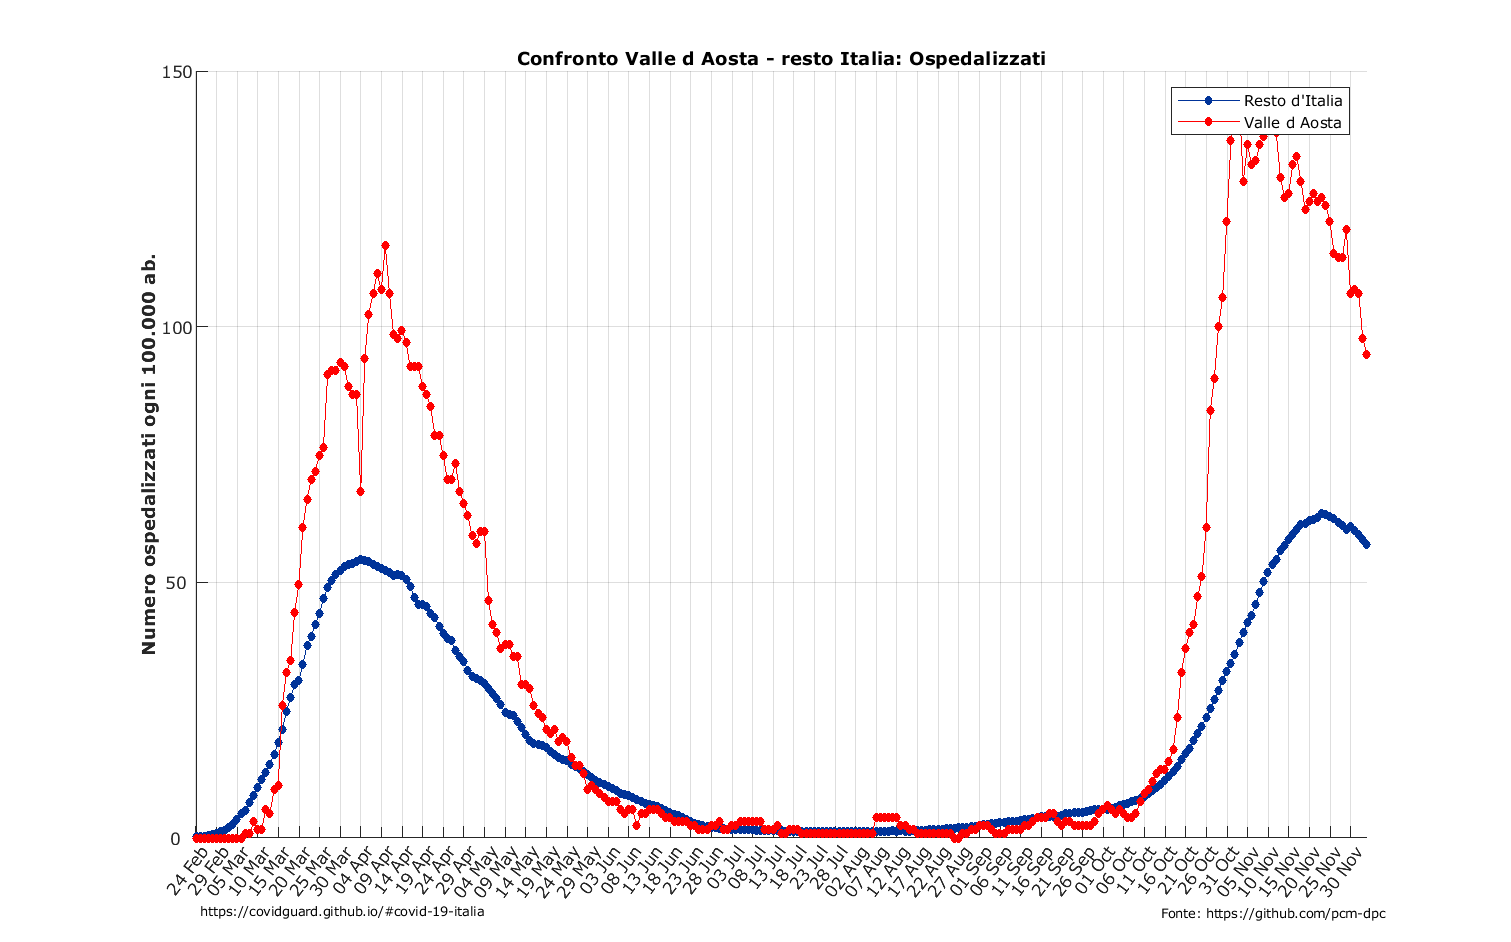 Confronto Valle d Aosta - resto Italia: Ospedalizzati
Resto d'Italia
Valle d Aosta
Numero ospedalizzati ogni 100.000 ab.
150
100
50
0
24 Feb
29 Feb
05 Mar
10 Mar
15 Mar
20 Mar
25 Mar
30 Mar
04 Apr
09 Apr
14 Apr
19 Apr
24 Apr
29 Apr
04 May
09 May
14 May
19 May
24 May
29 May
03 Jun
08 Jun
13 Jun
18 Jun
23 Jun
28 Jun
03 Jul
08 Jul
13 Jul
18 Jul
23 Jul
28 Jul
02 Aug
07 Aug
12 Aug
17 Aug
22 Aug
27 Aug
01 Sep
06 Sep
11 Sep
16 Sep
21 Sep
26 Sep
01 Oct
06 Oct
11 Oct
16 Oct
21 Oct
26 Oct
31 Oct
05 Nov
10 Nov
15 Nov
20 Nov
25 Nov
30 Nov
https://covidguard.github.io/#covid-19-italia
Fonte: https://github.com/pcm-dpc